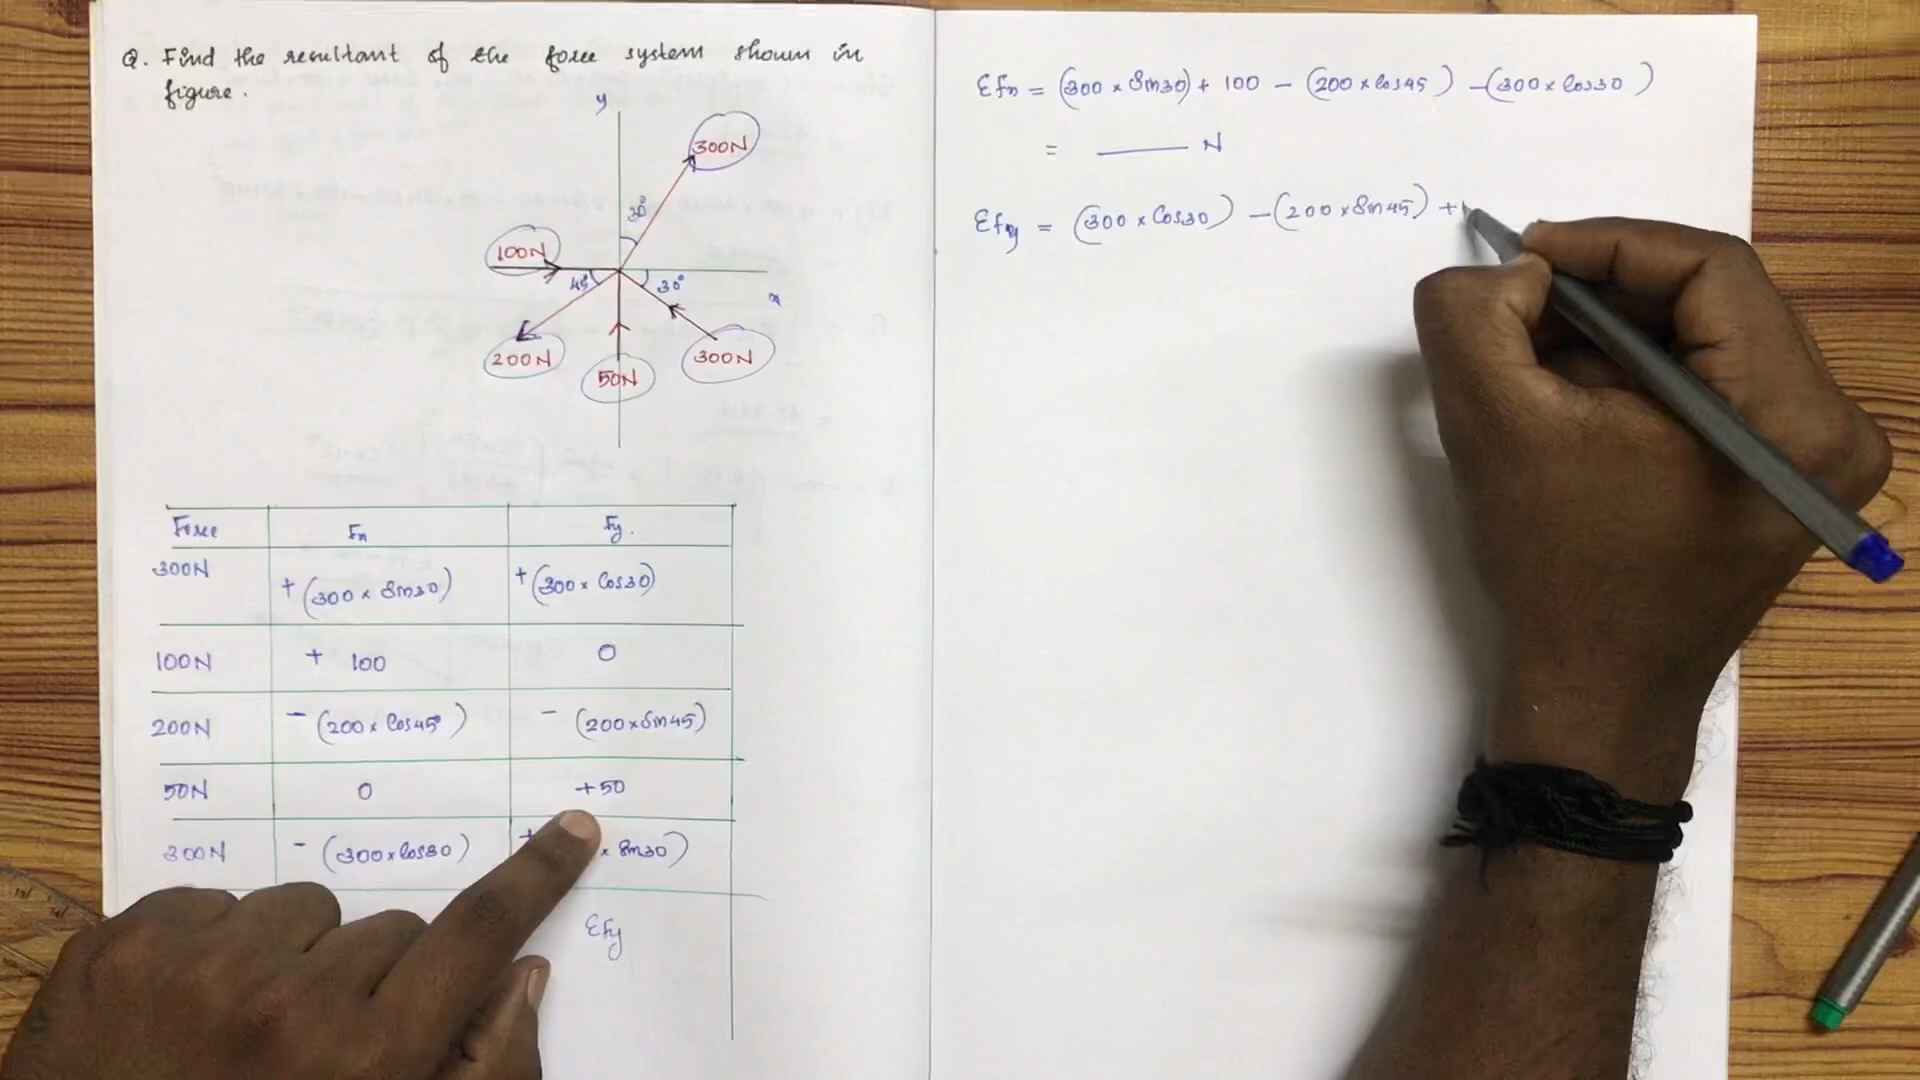 Q. Find the resultant of the force system shown in
figure.
y
300N
30°
100N
45°
30°
x
200N
50N
300N
Force Fx Fy.
300N +(300 × Sin30) +(300 × Cos30)
100N + 100 0
200N -(200 × Cos45°) -(200×Sin45)
50N 0 +50
300N -(300×Cos30) + × Sin30)
Σfy
Σfx = (300 × Sin30) + 100 - (200 × Cos45) -(300 × Cos30)
= ——— N
Σfy = (300 × Cos30) -(200 × Sin45) +